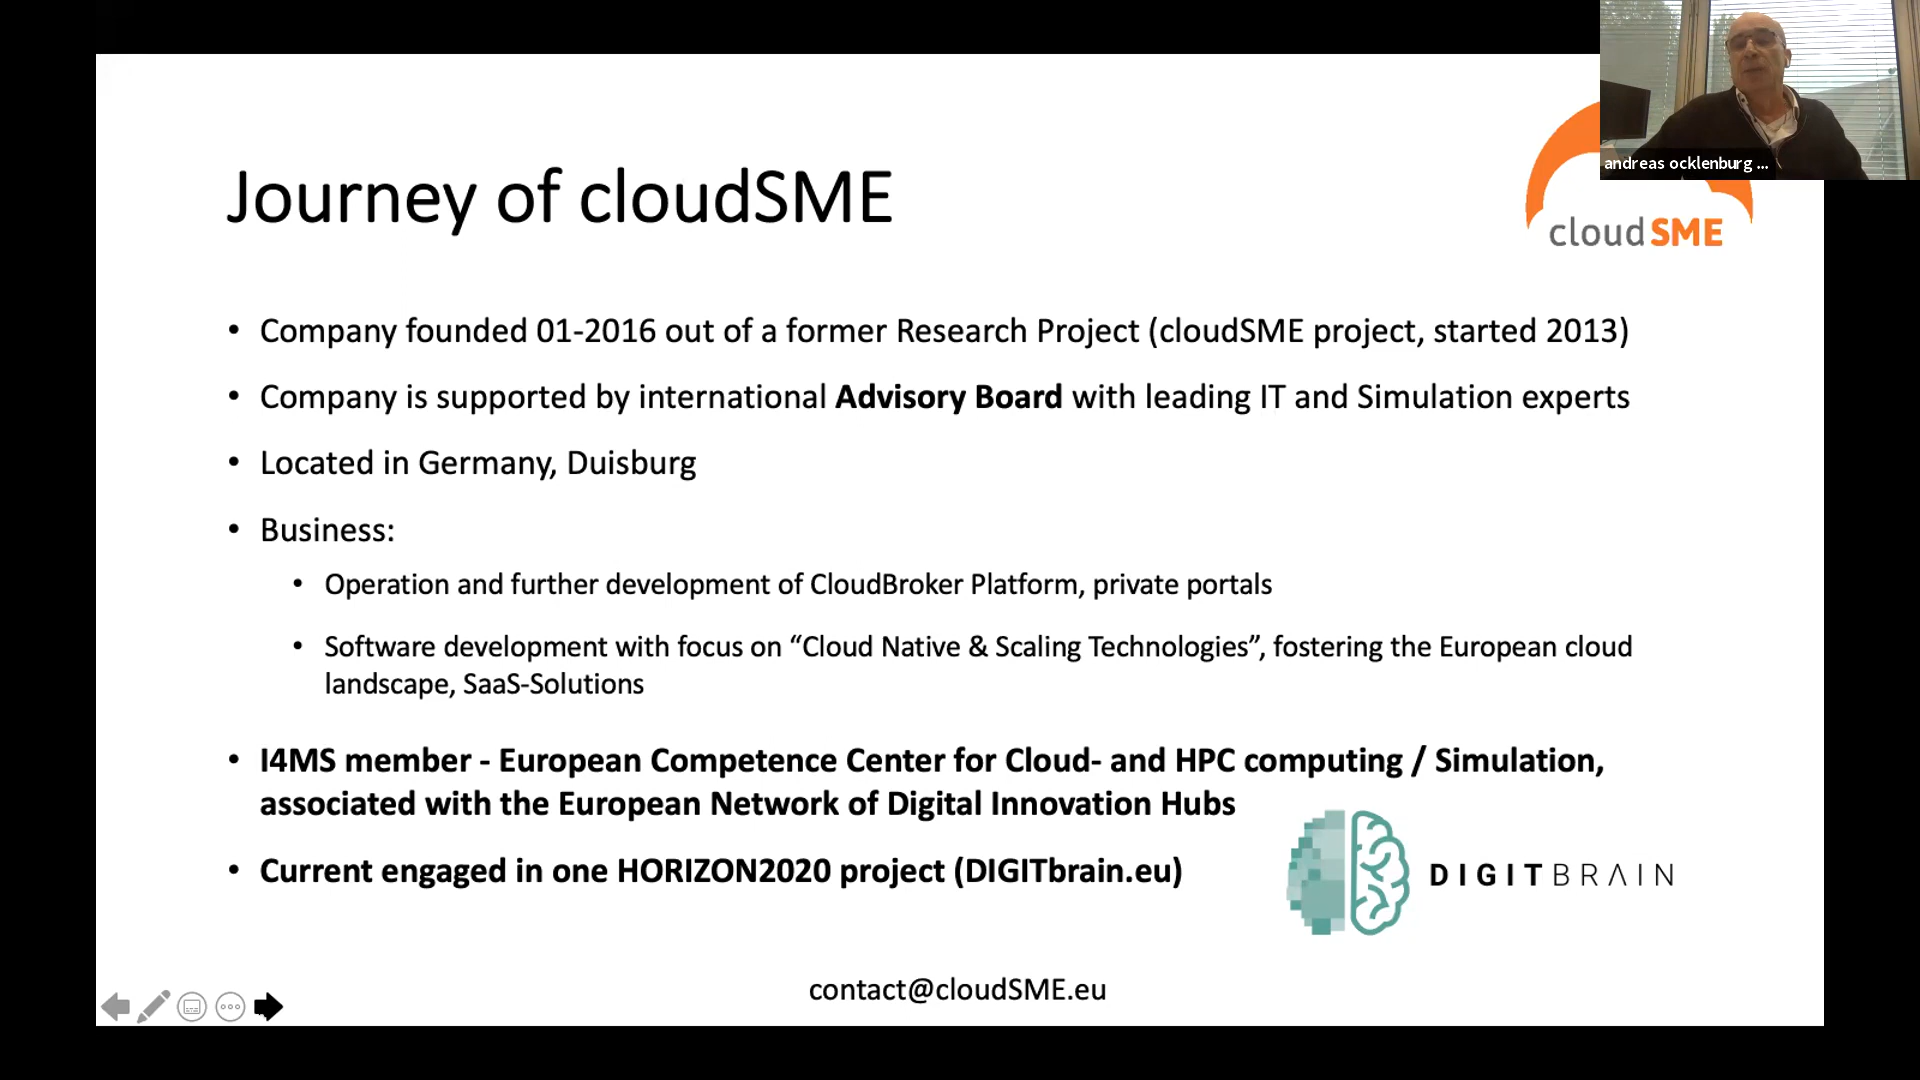 andreas ocklenburg ...
Journey of cloudSME
cloudSME
• Company founded 01-2016 out of a former Research Project (cloudSME project, started 2013)
• Company is supported by international Advisory Board with leading IT and Simulation experts
• Located in Germany, Duisburg
• Business:
• Operation and further development of CloudBroker Platform, private portals
• Software development with focus on “Cloud Native & Scaling Technologies”, fostering the European cloud
landscape, SaaS-Solutions
• I4MS member - European Competence Center for Cloud- and HPC computing / Simulation,
associated with the European Network of Digital Innovation Hubs
• Current engaged in one HORIZON2020 project (DIGITbrain.eu)
DIGITBRAIN
contact@cloudSME.eu